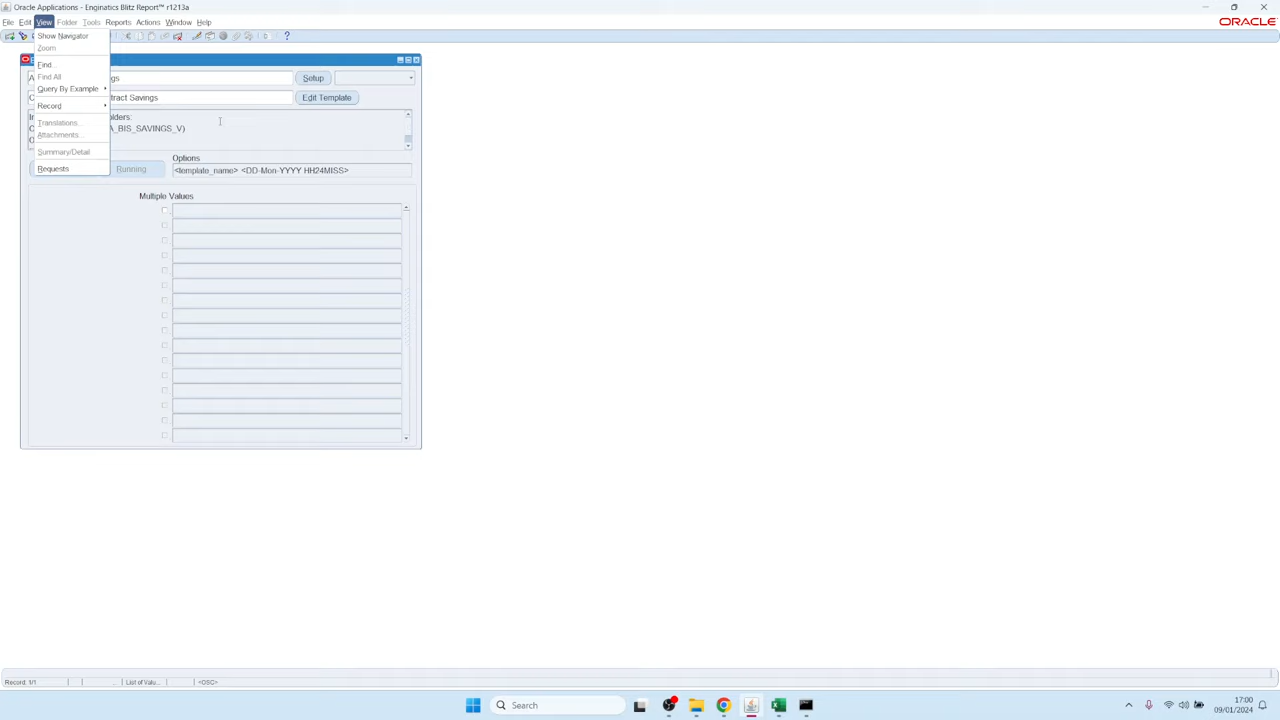 Oracle Applications - Enginatics Blitz Report™ r1213a
File Edit View Folder Tools Reports Actions Window Help
ORACLE
Show Navigator
Zoom
Find...
Find All
Query By Example
Record
Translations...
Attachments...
Summary/Detail
Requests
Setup
tract Savings
Edit Template
A_BIS_SAVINGS_V)
Running
Options
<template_name> <DD-Mon-YYYY HH24MISS>
Multiple Values
Record: 1/1 ... List of Valu... <OSC>
Search
17:00
09/01/2024